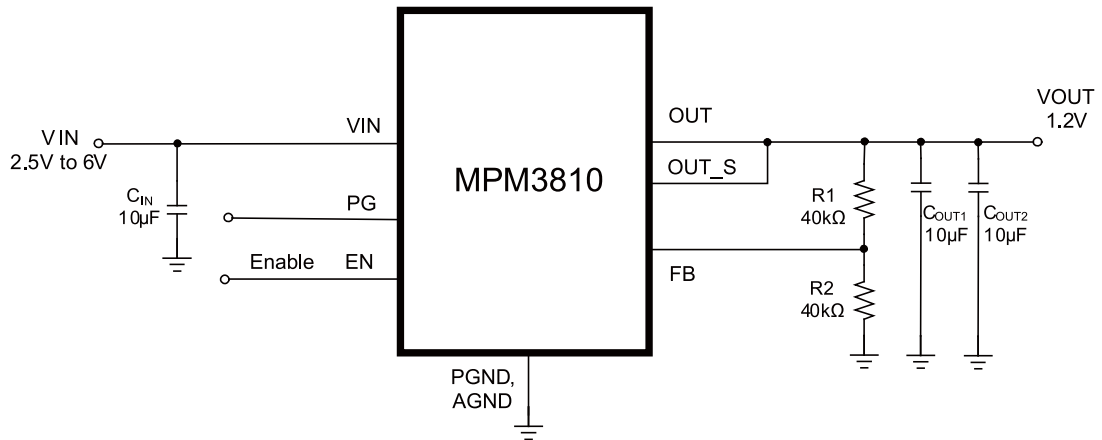 VIN
2.5V to 6V
CIN
10µF
VIN
PG
Enable
EN
MPM3810
PGND,
AGND
OUT
OUT_S
FB
R1
40kΩ
R2
40kΩ
COUT1
10µF
COUT2
10µF
VOUT
1.2V